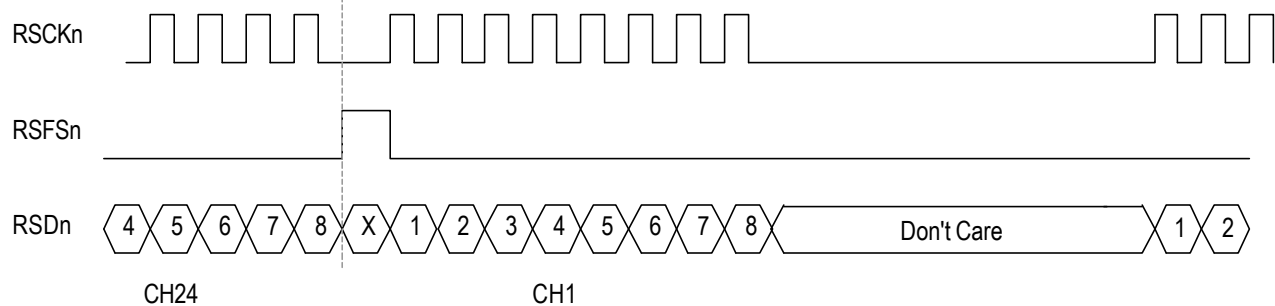 RSCKn
RSFSn
RSDn 4 5 6 7 8 X 1 2 3 4 5 6 7 8 Don't Care 1 2
CH24 CH1